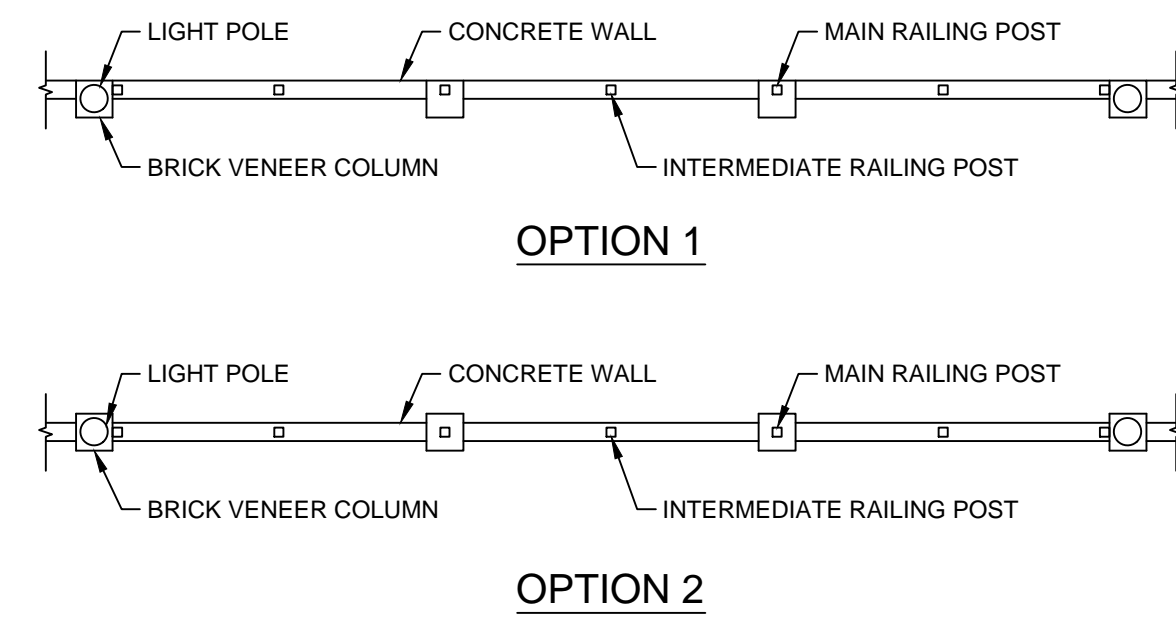 LIGHT POLE
CONCRETE WALL
MAIN RAILING POST
BRICK VENEER COLUMN
INTERMEDIATE RAILING POST
OPTION 1
LIGHT POLE
CONCRETE WALL
MAIN RAILING POST
BRICK VENEER COLUMN
INTERMEDIATE RAILING POST
OPTION 2